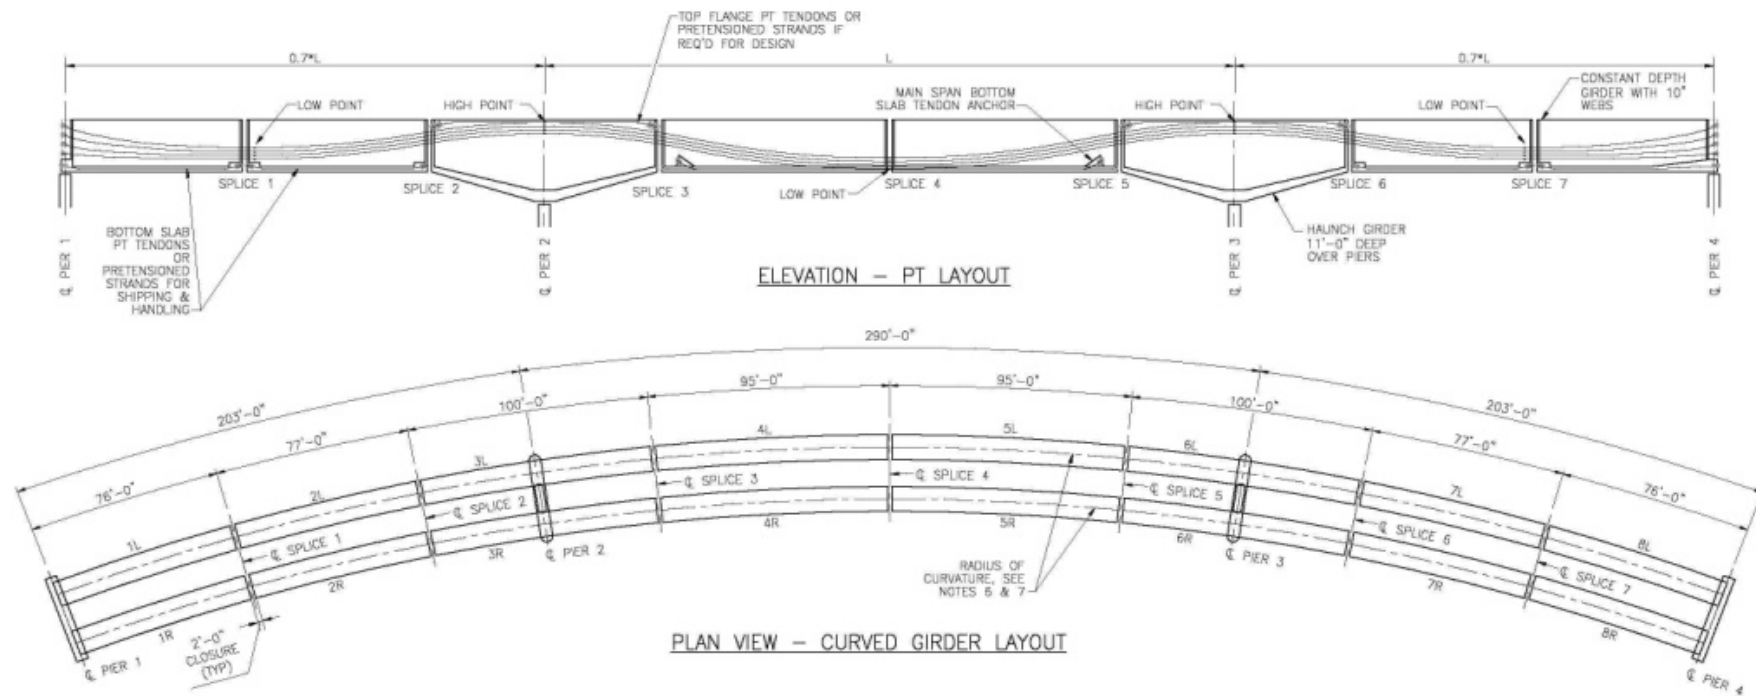 TOP FLANGE PT TENDONS OR
PRETENSIONED STRANDS IF
REQ'D FOR DESIGN
0.7*L
L
0.7*L
LOW POINT
HIGH POINT
MAIN SPAN BOTTOM
SLAB TENDON ANCHOR
HIGH POINT
LOW POINT
CONSTANT DEPTH
GIRDER WITH 10"
WEBS
SPLICE 1
SPLICE 2
SPLICE 3
LOW POINT
SPLICE 4
SPLICE 5
SPLICE 6
SPLICE 7
BOTTOM SLAB
PT TENDONS
OR
PRETENSIONED
STRANDS FOR
SHIPPING &
HANDLING
℄ PIER 1
℄ PIER 2
℄ PIER 3
℄ PIER 4
HAUNCH GIRDER
11'-0" DEEP
OVER PIERS
ELEVATION - PT LAYOUT
290'-0"
203'-0"
203'-0"
76'-0"
77'-0"
100'-0"
95'-0"
95'-0"
100'-0"
77'-0"
76'-0"
1L
2L
3L
4L
5L
6L
7L
8L
℄ SPLICE 1
℄ SPLICE 2
℄ SPLICE 3
℄ SPLICE 4
℄ SPLICE 5
℄ SPLICE 6
℄ SPLICE 7
1R
2R
3R
4R
5R
6R
7R
8R
℄ PIER 1
℄ PIER 2
℄ PIER 3
℄ PIER 4
2'-0"
CLOSURE
(TYP)
RADIUS OF
CURVATURE, SEE
NOTES 6 & 7
PLAN VIEW - CURVED GIRDER LAYOUT